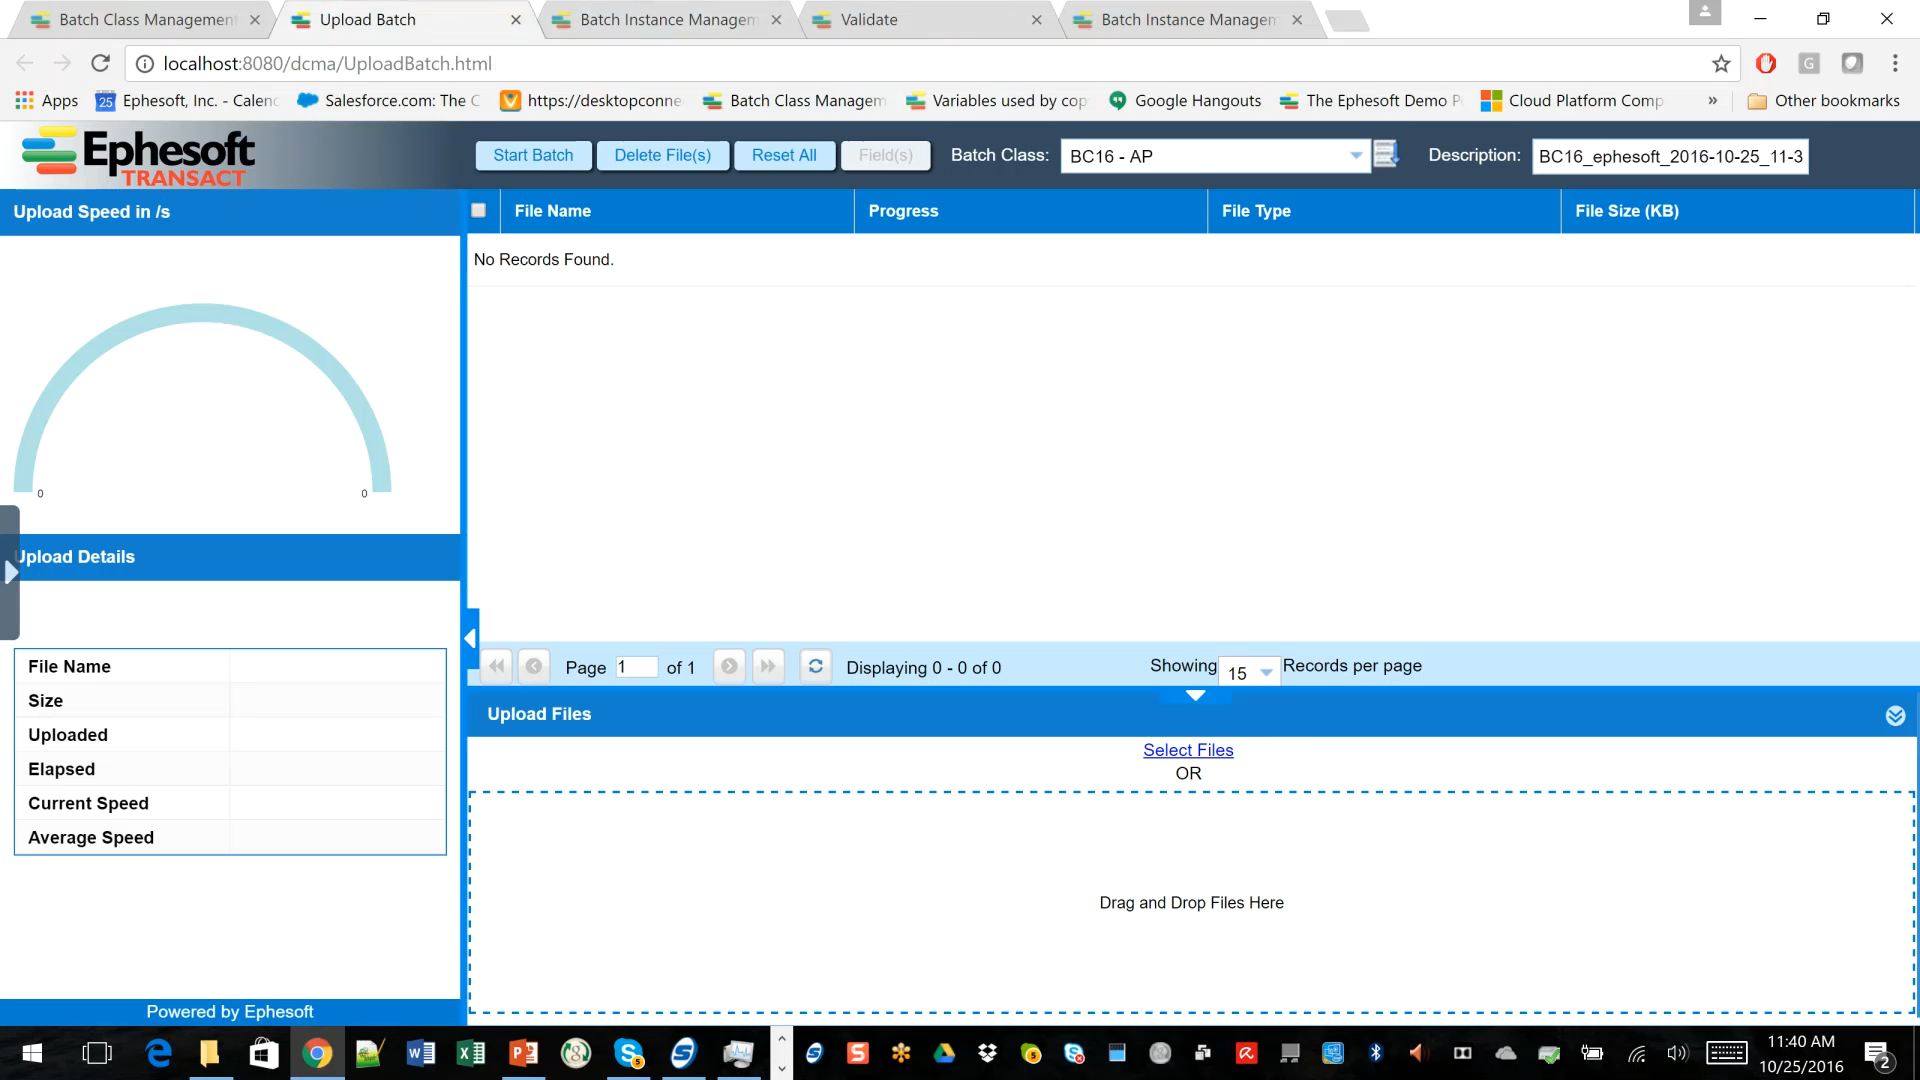 Batch Class Management
Upload Batch
Batch Instance Managem
Validate
Batch Instance Managem
localhost:8080/dcma/UploadBatch.html
G
Apps
25
Ephesoft, Inc. - Calen
Salesforce.com: The C
https://desktopconne
Batch Class Managem
Variables used by cop
Google Hangouts
The Ephesoft Demo P
Cloud Platform Comp
»
Other bookmarks
Ephesoft
TRANSACT
Start Batch
Delete File(s)
Reset All
Field(s)
Batch Class:
BC16 - AP
Description:
BC16_ephesoft_2016-10-25_11-3
Upload Speed in /s
File Name
Progress
File Type
File Size (KB)
No Records Found.
0
0
Upload Details
File Name
Size
Uploaded
Elapsed
Current Speed
Average Speed
Page
1
of 1
Displaying 0 - 0 of 0
Showing
15
Records per page
Upload Files
Select Files
OR
Drag and Drop Files Here
Powered by Ephesoft
11:40 AM
10/25/2016
2